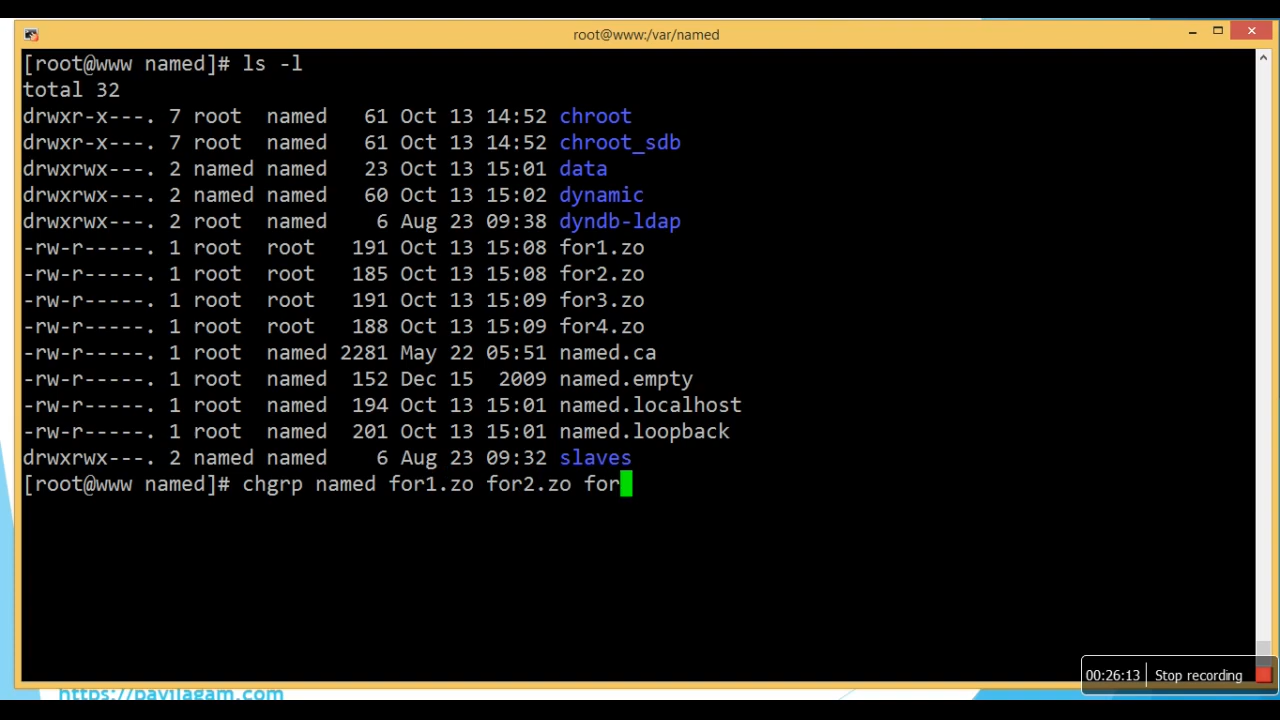 root@www:/var/named
[root@www named]# ls -l
total 32
drwxr-x---. 7 root  named   61 Oct 13 14:52 chroot
drwxr-x---. 7 root  named   61 Oct 13 14:52 chroot_sdb
drwxrwx---. 2 named named   23 Oct 13 15:01 data
drwxrwx---. 2 named named   60 Oct 13 15:02 dynamic
drwxrwx---. 2 root  named    6 Aug 23 09:38 dyndb-ldap
-rw-r-----. 1 root  root   191 Oct 13 15:08 for1.zo
-rw-r-----. 1 root  root   185 Oct 13 15:08 for2.zo
-rw-r-----. 1 root  root   191 Oct 13 15:09 for3.zo
-rw-r-----. 1 root  root   188 Oct 13 15:09 for4.zo
-rw-r-----. 1 root  named 2281 May 22 05:51 named.ca
-rw-r-----. 1 root  named  152 Dec 15  2009 named.empty
-rw-r-----. 1 root  named  194 Oct 13 15:01 named.localhost
-rw-r-----. 1 root  named  201 Oct 13 15:01 named.loopback
drwxrwx---. 2 named named    6 Aug 23 09:32 slaves
[root@www named]# chgrp named for1.zo for2.zo for
00:26:13 Stop recording
https://payilagam.com